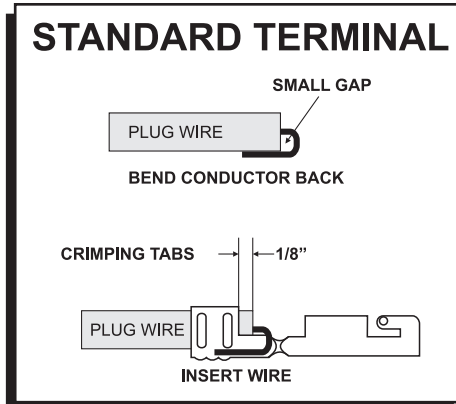 STANDARD TERMINAL
SMALL GAP
PLUG WIRE
BEND CONDUCTOR BACK
CRIMPING TABS
1/8”
PLUG WIRE
INSERT WIRE